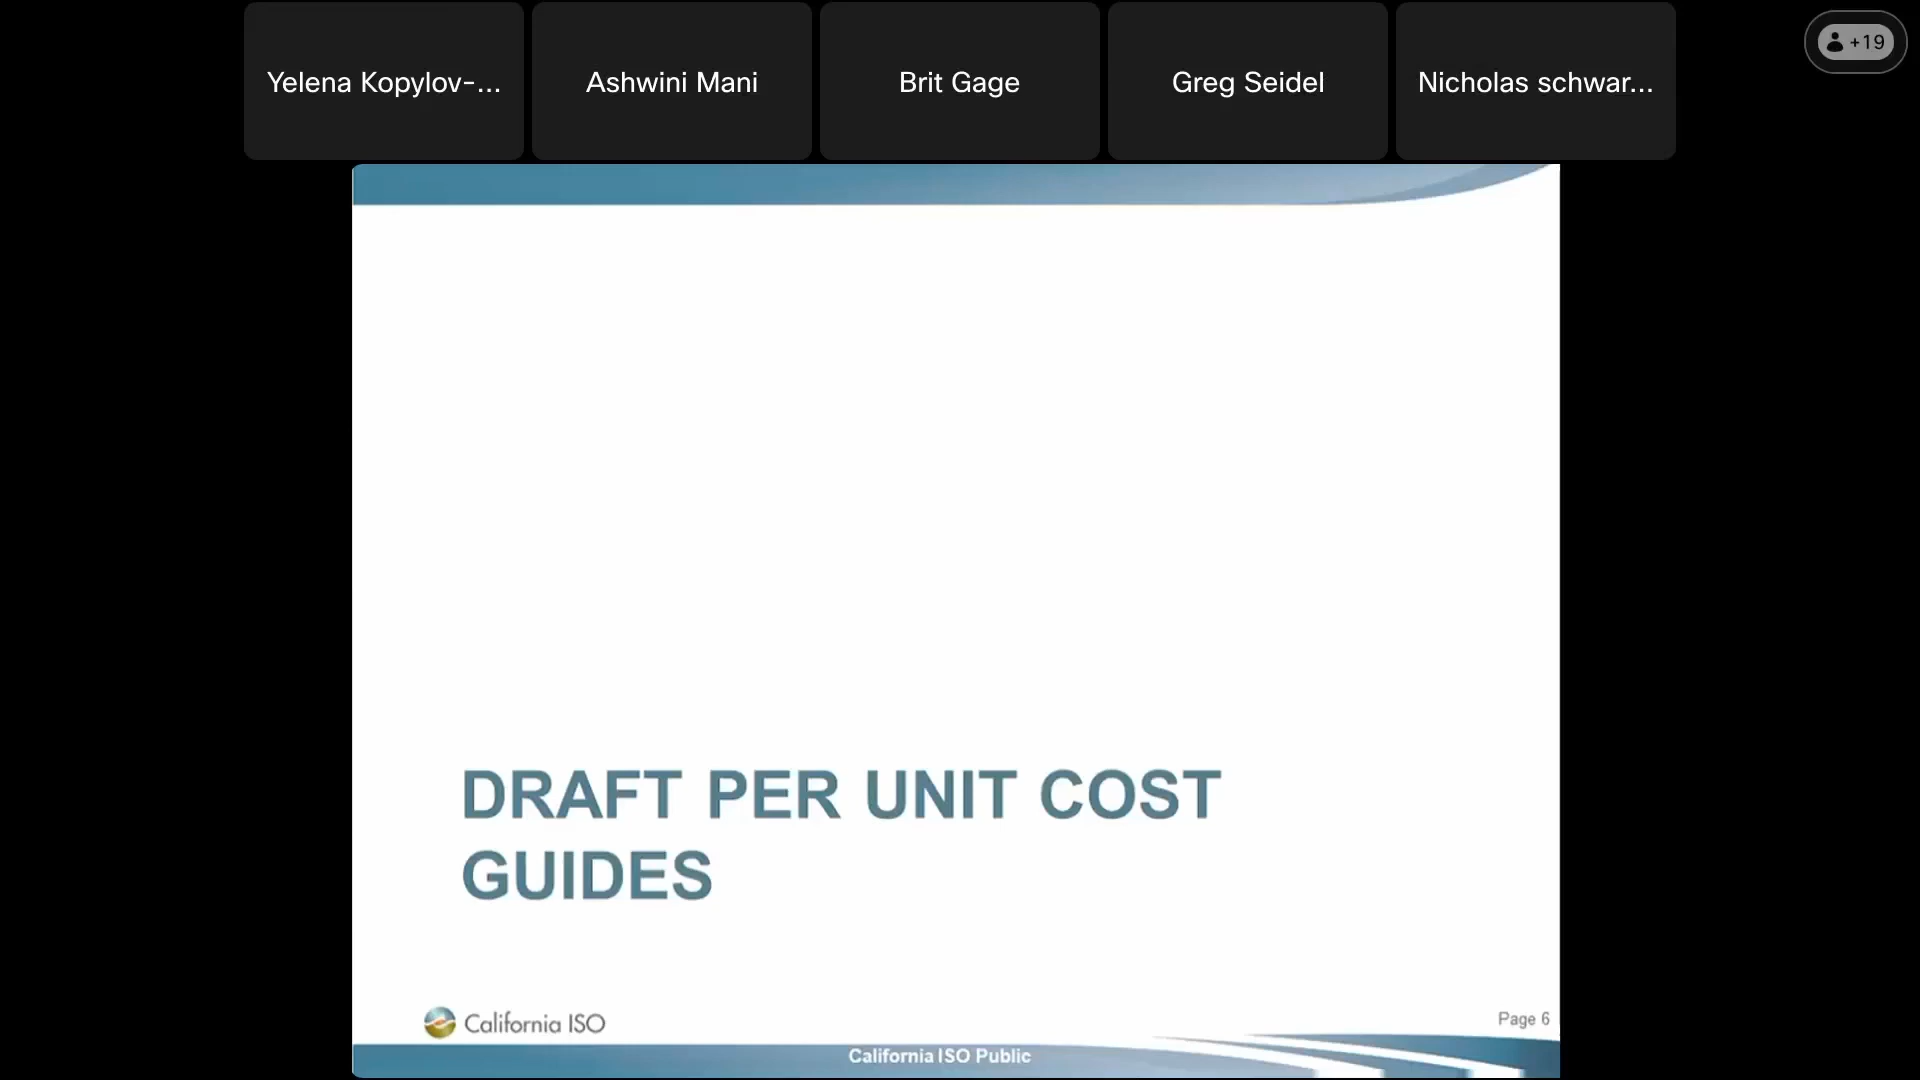 Yelena Kopylov-...
Ashwini Mani
Brit Gage
Greg Seidel
Nicholas schwar...
+19
DRAFT PER UNIT COST
GUIDES
California ISO
Page 6
California ISO Public